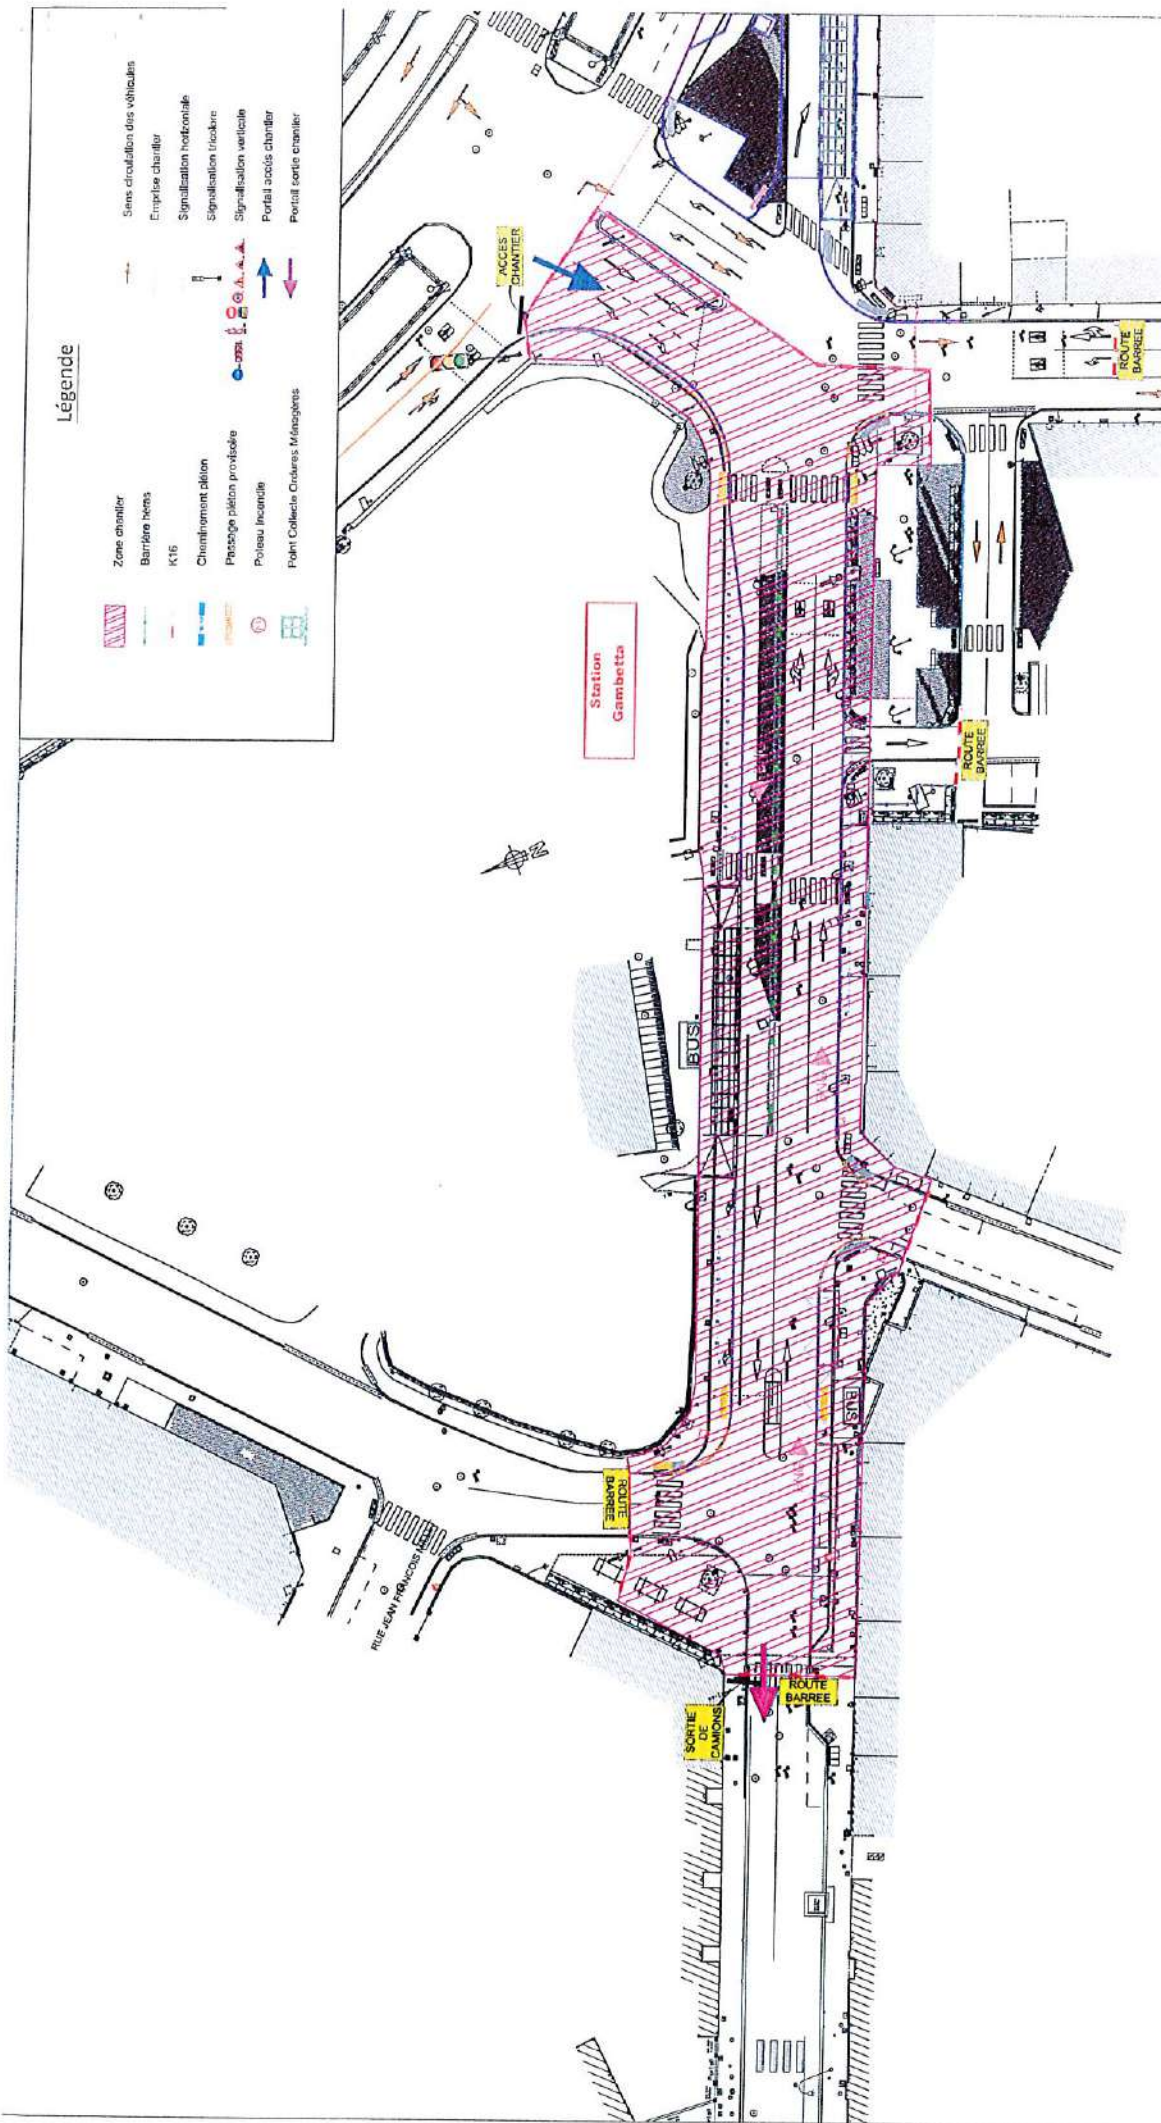 Légende
Zone chantier
Barrière héras
K16
Cheminement piéton
Passage piéton provisoire
Poteau Incendie
Point Collecte Ordures Ménagères
Sens circulation des véhicules
Emprise chantier
Signalisation horizontale
Signalisation tricolore
Signalisation verticale
Portail accès chantier
Portail sortie chantier
ACCES
CHANTIER
Station
Gambetta
ROUTE
BARREE
ROUTE
BARREE
N
BUS
BUS
ROUTE
BARREE
RUE JEAN FRANCOIS
ROUTE
BARREE
SORTIE
DE
CAMIONS